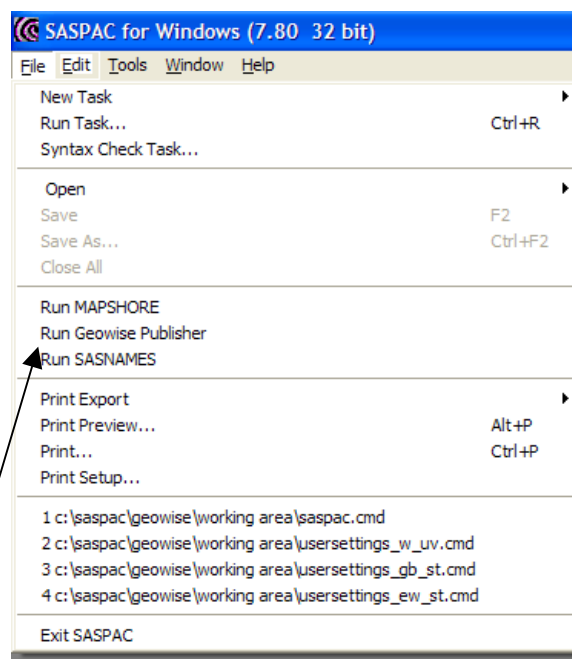 SASPAC for Windows (7.80 32 bit)
File Edit Tools Window Help
New Task
Run Task... Ctrl+R
Syntax Check Task...
Open
Save F2
Save As... Ctrl+F2
Close All
Run MAPSHORE
Run Geowise Publisher
Run SASNAMES
Print Export
Print Preview... Alt+P
Print... Ctrl+P
Print Setup...
1 c:\saspac\geowise\working area\saspac.cmd
2 c:\saspac\geowise\working area\usersettings_w_uv.cmd
3 c:\saspac\geowise\working area\usersettings_gb_st.cmd
4 c:\saspac\geowise\working area\usersettings_ew_st.cmd
Exit SASPAC